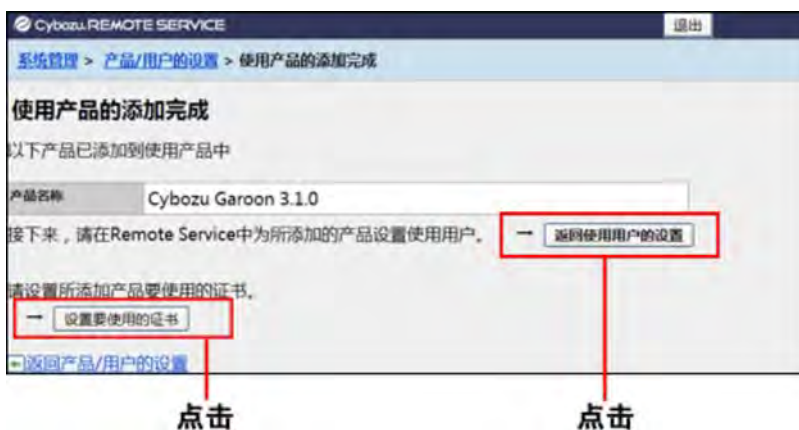 Cybozu.REMOTE SERVICE 退出
系统管理 > 产品/用户的设置 > 使用产品的添加完成
使用产品的添加完成
以下产品已添加到使用产品中
产品名称 Cybozu Garoon 3.1.0
接下来，请在Remote Service中为所添加的产品设置使用用户。 → 返回使用用户的设置
请设置所添加产品要使用的证书。
→ 设置要使用的证书
返回产品/用户的设置
点击 点击